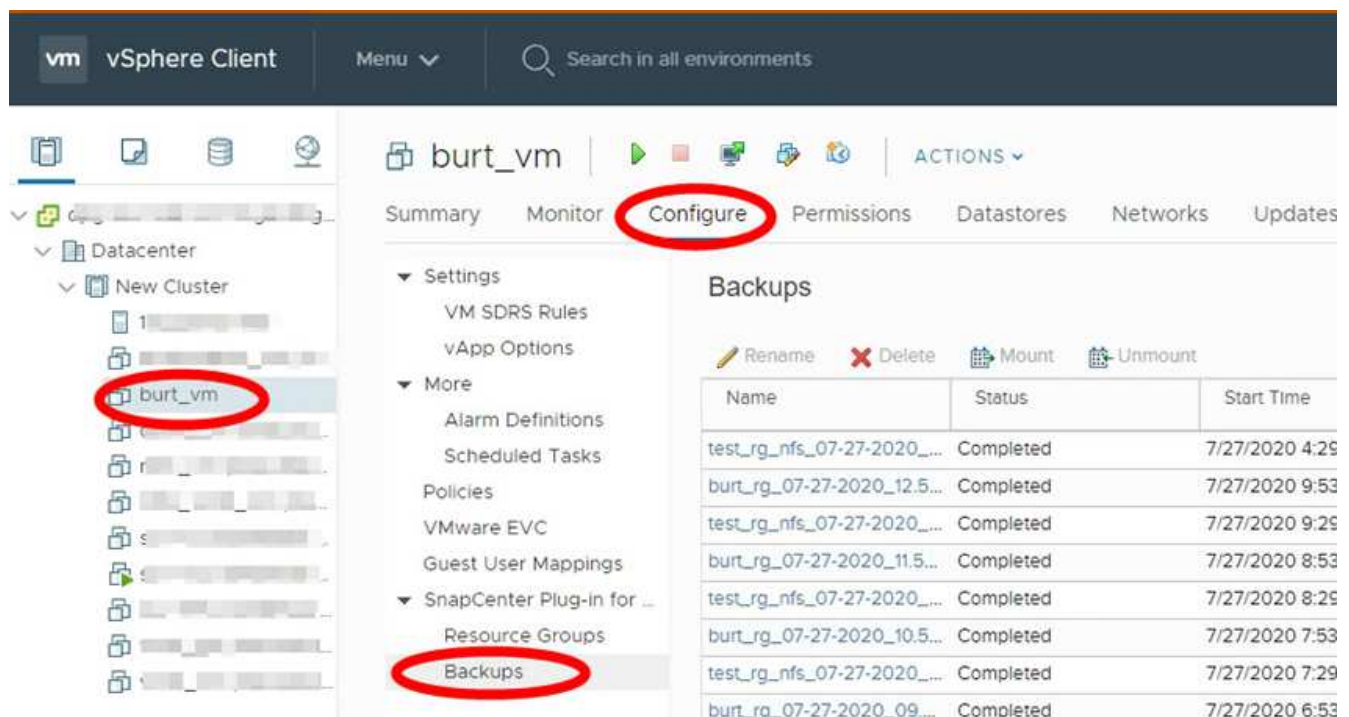 vm vSphere Client Menu Search in all environments
burt_vm ACTIONS
Summary Monitor Configure Permissions Datastores Networks Updates
Datacenter
New Cluster
burt_vm
Settings
VM SDRS Rules
vApp Options
More
Alarm Definitions
Scheduled Tasks
Policies
VMware EVC
Guest User Mappings
SnapCenter Plug-in for ...
Resource Groups
Backups
Backups
Rename Delete Mount Unmount
Name Status Start Time
test_rg_nfs_07-27-2020_... Completed 7/27/2020 4:29
burt_rg_07-27-2020_12.5... Completed 7/27/2020 9:53
test_rg_nfs_07-27-2020_... Completed 7/27/2020 9:29
burt_rg_07-27-2020_11.5... Completed 7/27/2020 8:53
test_rg_nfs_07-27-2020_... Completed 7/27/2020 8:29
burt_rg_07-27-2020_10.5... Completed 7/27/2020 7:53
test_rg_nfs_07-27-2020_... Completed 7/27/2020 7:29
burt_rg_07-27-2020_09.... Completed 7/27/2020 6:53